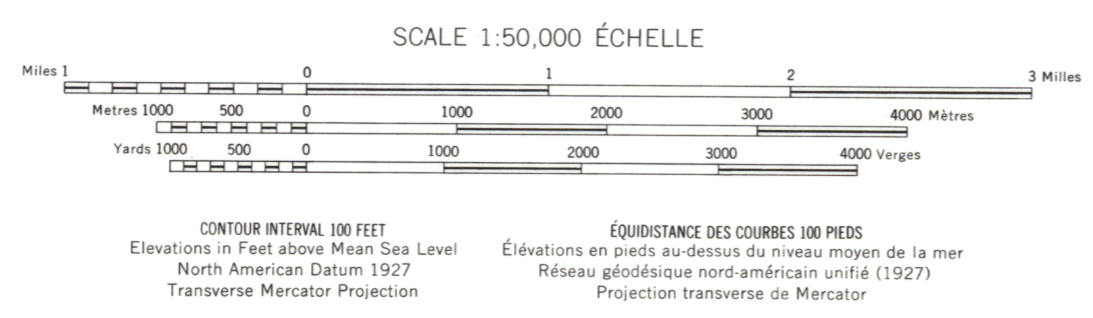 SCALE 1:50,000 ÉCHELLE
Miles 1 0 1 2 3 Milles
Metres 1000 500 0 1000 2000 3000 4000 Mètres
Yards 1000 500 0 1000 2000 3000 4000 Verges
CONTOUR INTERVAL 100 FEET
Elevations in Feet above Mean Sea Level
North American Datum 1927
Transverse Mercator Projection
ÉQUIDISTANCE DES COURBES 100 PIEDS
Élévations en pieds au-dessus du niveau moyen de la mer
Réseau géodésique nord-américain unifié (1927)
Projection transverse de Mercator